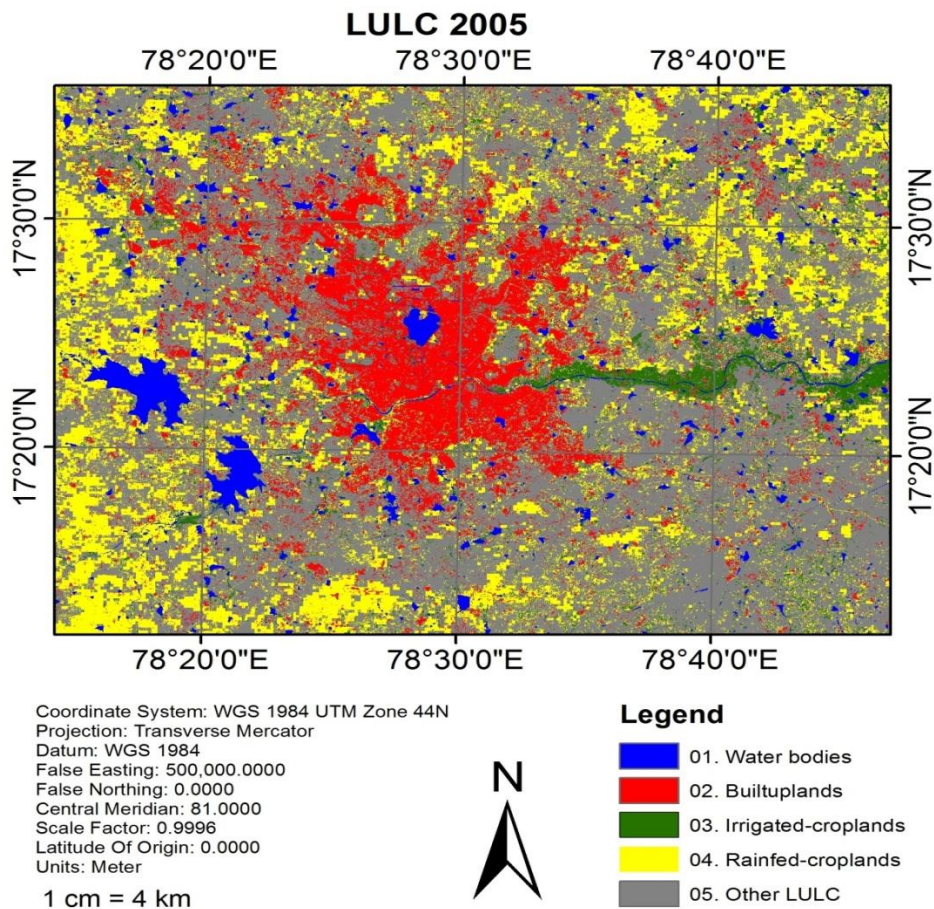 LULC 2005
78°20'0"E 78°30'0"E 78°40'0"E
17°30'0"N 17°30'0"N
17°20'0"N 17°20'0"N
78°20'0"E 78°30'0"E 78°40'0"E
Coordinate System: WGS 1984 UTM Zone 44N
Projection: Transverse Mercator
Datum: WGS 1984
False Easting: 500,000.0000
False Northing: 0.0000
Central Meridian: 81.0000
Scale Factor: 0.9996
Latitude Of Origin: 0.0000
Units: Meter
1 cm = 4 km
N
Legend
01. Water bodies
02. Builtuplands
03. Irrigated-croplands
04. Rainfed-croplands
05. Other LULC